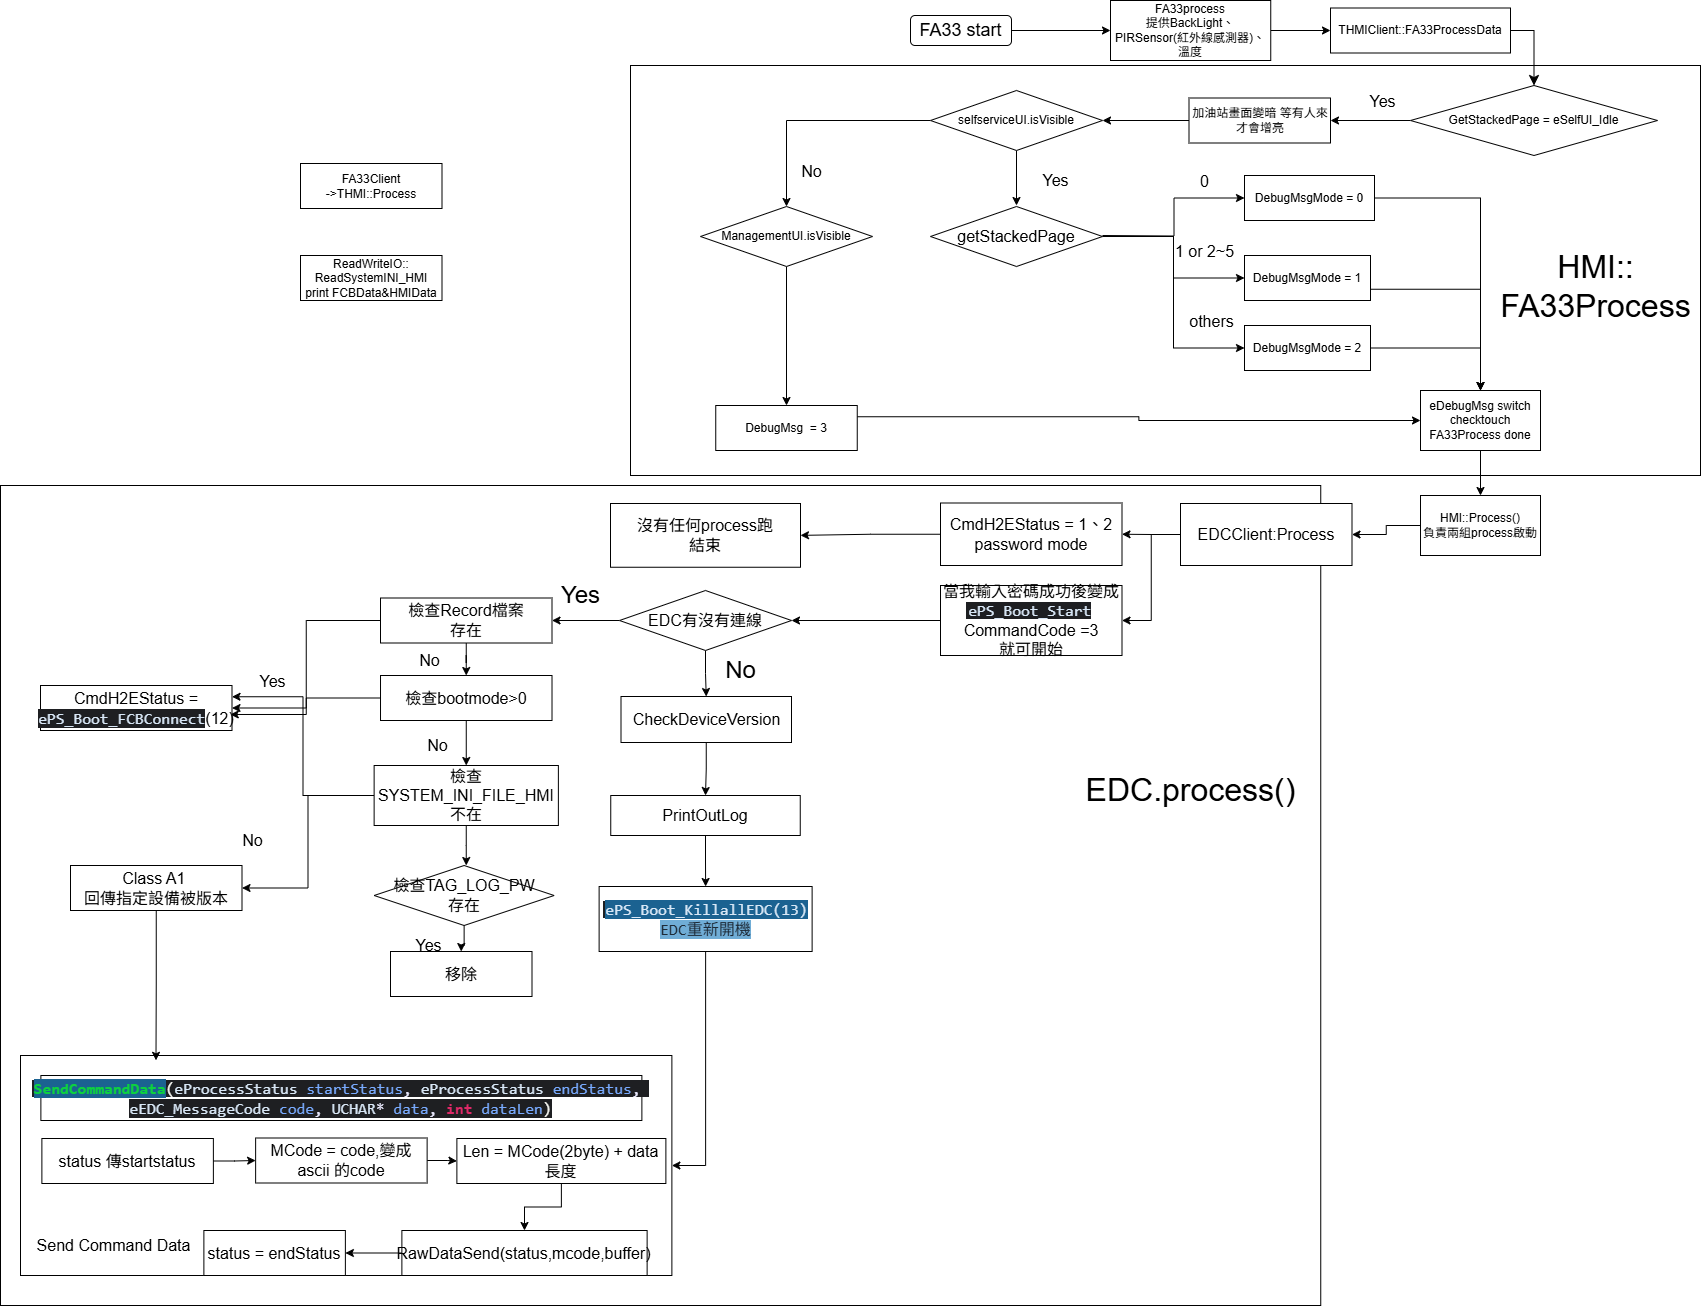 FA33 start
FA33process
提供BackLight、
PIRSensor(紅外線感測器)、
溫度
THMIClient::FA33ProcessData
GetStackedPage = eSelfUI_Idle
Yes
加油站畫面變暗 等有人來
才會增亮
selfserviceUI.isVisible
No
Yes
ManagementUI.isVisible
getStackedPage
0
DebugMsgMode = 0
1 or 2~5
DebugMsgMode = 1
others
DebugMsgMode = 2
HMI::
FA33Process
DebugMsg  = 3
eDebugMsg switch
checktouch
FA33Process done
FA33Client
->THMI::Process
ReadWriteIO::
ReadSystemINI_HMI
print FCBData&HMIData
HMI::Process()
負責兩組process啟動
EDCClient:Process
CmdH2EStatus = 1、2
password mode
沒有任何process跑
結束
當我輸入密碼成功後變成
ePS_Boot_Start
CommandCode =3
就可開始
EDC有沒有連線
Yes
No
檢查Record檔案
存在
No
檢查bootmode>0
Yes
CmdH2EStatus =
ePS_Boot_FCBConnect(12)
No
檢查
SYSTEM_INI_FILE_HMI
不在
No
Class A1
回傳指定設備被版本
檢查TAG_LOG_PW
存在
Yes
移除
CheckDeviceVersion
PrintOutLog
ePS_Boot_KillallEDC(13)
EDC重新開機
EDC.process()
SendCommandData(eProcessStatus startStatus, eProcessStatus endStatus,
eEDC_MessageCode code, UCHAR* data, int dataLen)
status 傳startstatus
MCode = code,變成
ascii 的code
Len = MCode(2byte) + data
長度
RawDataSend(status,mcode,buffer)
status = endStatus
Send Command Data